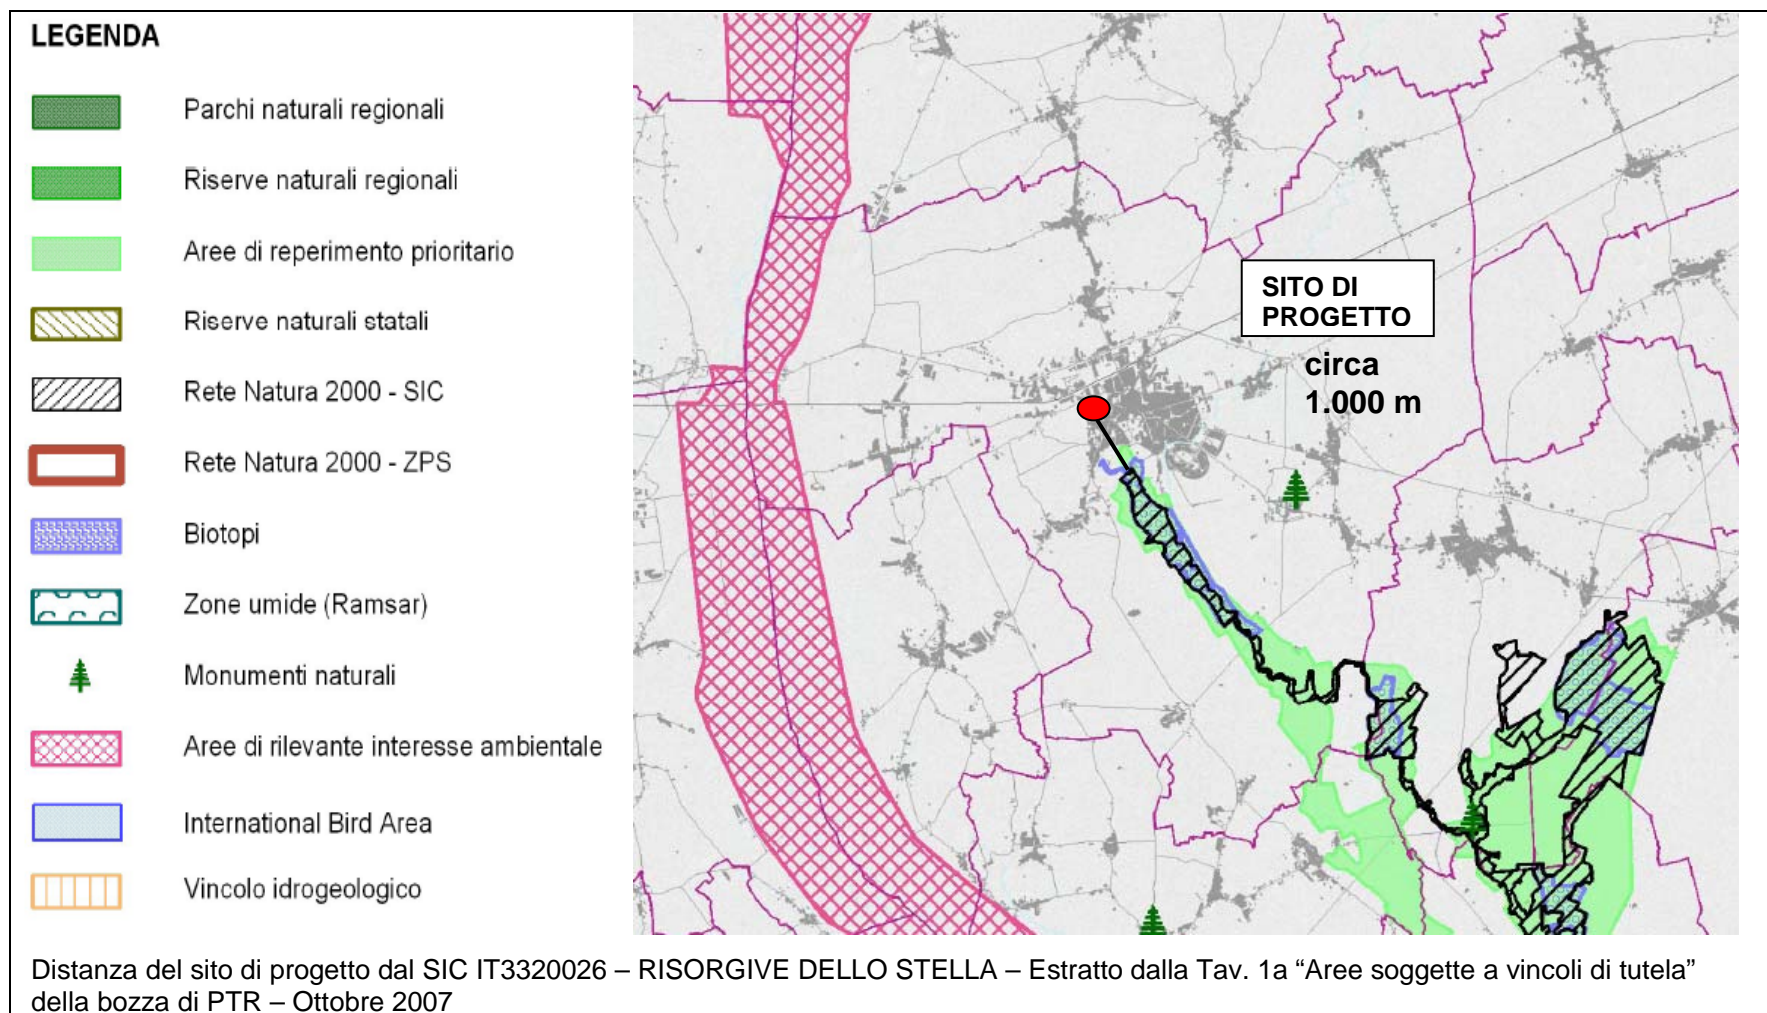 LEGENDA
Parchi naturali regionali
Riserve naturali regionali
Aree di reperimento prioritario
Riserve naturali statali
Rete Natura 2000 - SIC
Rete Natura 2000 - ZPS
Biotopi
Zone umide (Ramsar)
Monumenti naturali
Aree di rilevante interesse ambientale
International Bird Area
Vincolo idrogeologico
SITO DI
PROGETTO
circa
1.000 m
Distanza del sito di progetto dal SIC IT3320026 – RISORGIVE DELLO STELLA – Estratto dalla Tav. 1a “Aree soggette a vincoli di tutela”
della bozza di PTR – Ottobre 2007